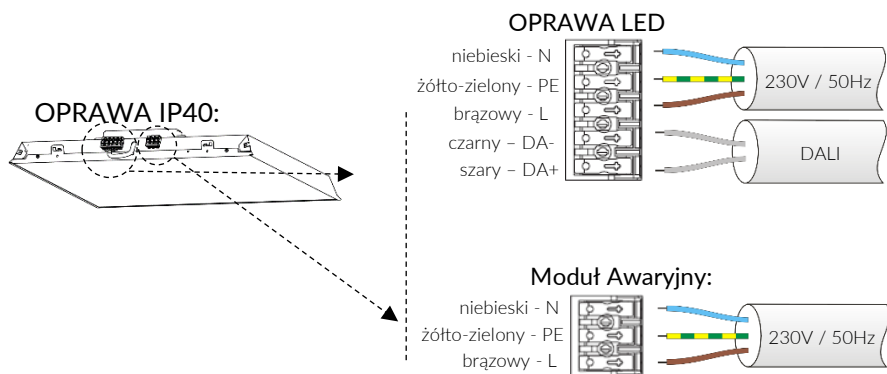 OPRAWA LED
niebieski - N
żółto-zielony - PE
brązowy - L
czarny – DA-
szary – DA+
230V / 50Hz
DALI
OPRAWA IP40:
Moduł Awaryjny:
niebieski - N
żółto-zielony - PE
brązowy - L
230V / 50Hz